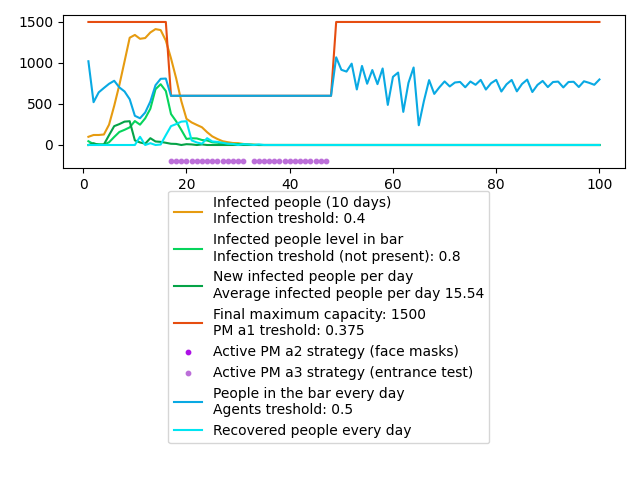 1500
1000
500
0
0 20 40 60 80 100
Infected people (10 days)
Infection treshold: 0.4
Infected people level in bar
Infection treshold (not present): 0.8
New infected people per day
Average infected people per day 15.54
Final maximum capacity: 1500
PM a1 treshold: 0.375
Active PM a2 strategy (face masks)
Active PM a3 strategy (entrance test)
People in the bar every day
Agents treshold: 0.5
Recovered people every day